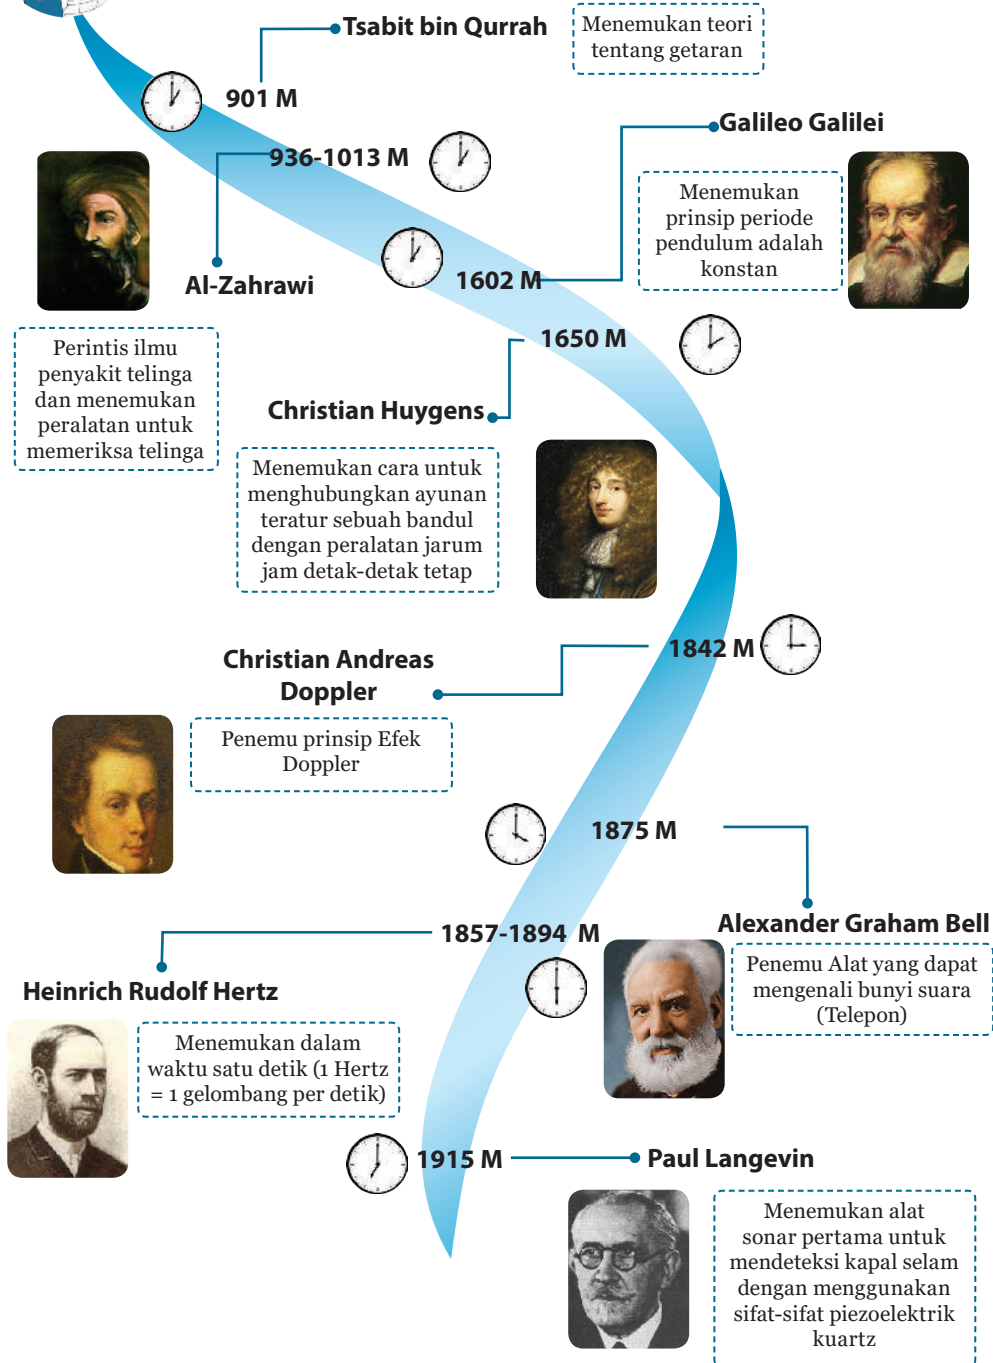 Tsabit bin Qurrah
Menemukan teori
tentang getaran
901 M
936-1013 M
Al-Zahrawi
Perintis ilmu
penyakit telinga
dan menemukan
peralatan untuk
memeriksa telinga
Galileo Galilei
Menemukan
prinsip periode
pendulum adalah
konstan
1602 M
1650 M
Christian Huygens
Menemukan cara untuk
menghubungkan ayunan
teratur sebuah bandul
dengan peralatan jarum
jam detak-detak tetap
1842 M
Christian Andreas
Doppler
Penemu prinsip Efek
Doppler
1875 M
Alexander Graham Bell
Penemu Alat yang dapat
mengenali bunyi suara
(Telepon)
1857-1894 M
Heinrich Rudolf Hertz
Menemukan dalam
waktu satu detik (1 Hertz
= 1 gelombang per detik)
1915 M
Paul Langevin
Menemukan alat
sonar pertama untuk
mendeteksi kapal selam
dengan menggunakan
sifat-sifat piezoelektrik
kuartz